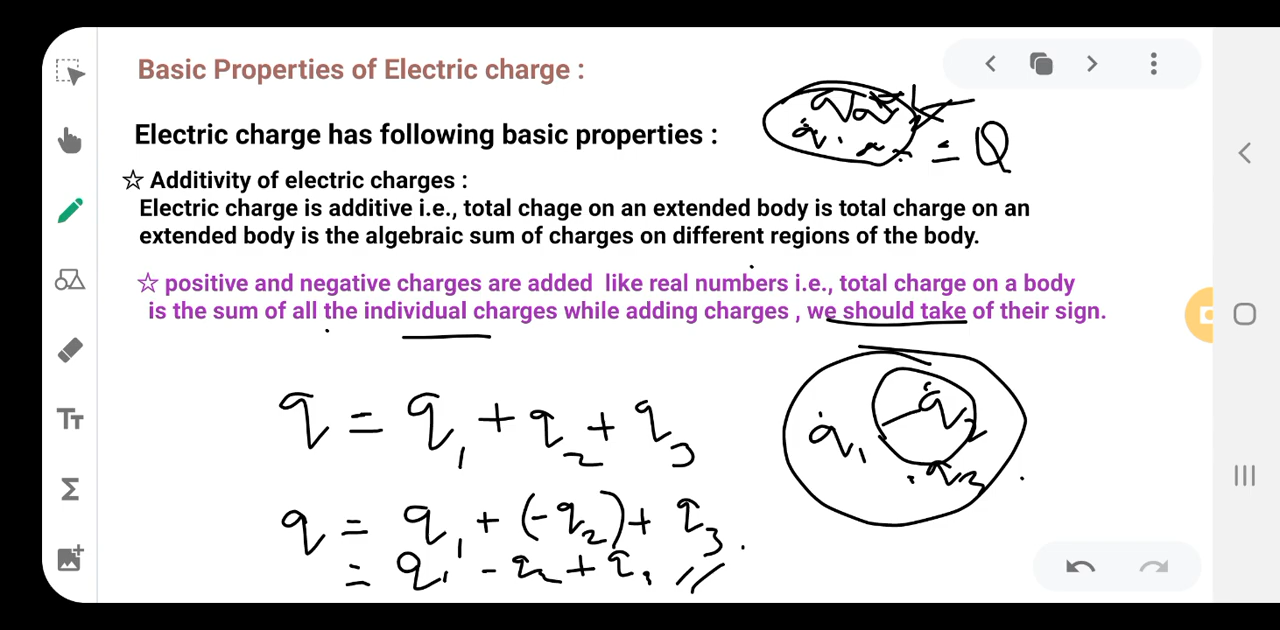 Basic Properties of Electric charge :
Electric charge has following basic properties :
= Q
☆ Additivity of electric charges :
Electric charge is additive i.e., total chage on an extended body is total charge on an
extended body is the algebraic sum of charges on different regions of the body.
☆ positive and negative charges are added like real numbers i.e., total charge on a body
is the sum of all the individual charges while adding charges , we should take of their sign.
q = q₁ + q₂ + q₃
q₁ q₂
q₃
q = q₁ + (-q₂) + q₃
= q₁ - q₂ + q₃ //
Tт
Σ